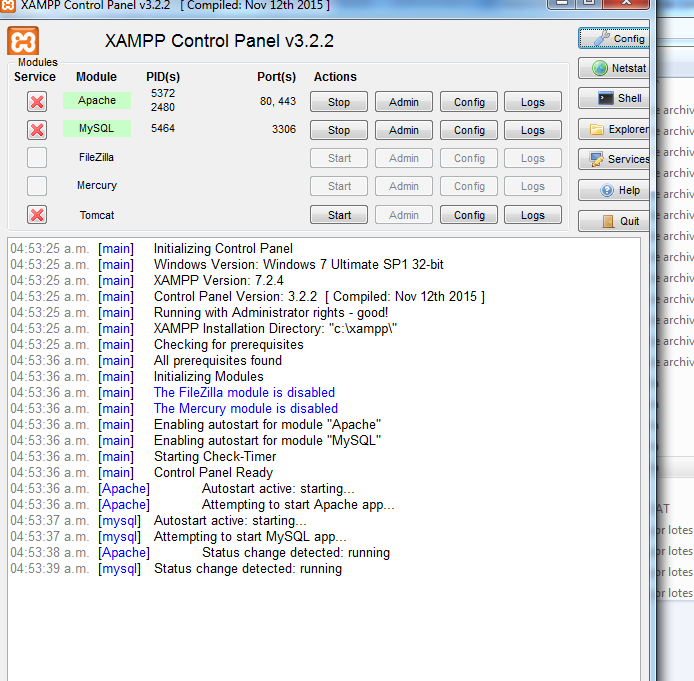 XAMPP Control Panel v3.2.2 [ Compiled: Nov 12th 2015 ]
XAMPP Control Panel v3.2.2
Config
Modules
Service Module PID(s) Port(s) Actions
Netstat
Apache 5372 2480 80, 443 Stop Admin Config Logs
Shell
MySQL 5464 3306 Stop Admin Config Logs
Explorer
FileZilla Start Admin Config Logs
Services
Mercury Start Admin Config Logs
Help
Tomcat Start Admin Config Logs
Quit
04:53:25 a.m. [main] Initializing Control Panel
04:53:25 a.m. [main] Windows Version: Windows 7 Ultimate SP1 32-bit
04:53:25 a.m. [main] XAMPP Version: 7.2.4
04:53:25 a.m. [main] Control Panel Version: 3.2.2 [ Compiled: Nov 12th 2015 ]
04:53:25 a.m. [main] Running with Administrator rights - good!
04:53:25 a.m. [main] XAMPP Installation Directory: "c:\xampp\"
04:53:25 a.m. [main] Checking for prerequisites
04:53:36 a.m. [main] All prerequisites found
04:53:36 a.m. [main] Initializing Modules
04:53:36 a.m. [main] The FileZilla module is disabled
04:53:36 a.m. [main] The Mercury module is disabled
04:53:36 a.m. [main] Enabling autostart for module "Apache"
04:53:36 a.m. [main] Enabling autostart for module "MySQL"
04:53:36 a.m. [main] Starting Check-Timer
04:53:36 a.m. [main] Control Panel Ready
04:53:36 a.m. [Apache] Autostart active: starting...
04:53:36 a.m. [Apache] Attempting to start Apache app...
04:53:37 a.m. [mysql] Autostart active: starting...
04:53:37 a.m. [mysql] Attempting to start MySQL app...
04:53:38 a.m. [Apache] Status change detected: running
04:53:39 a.m. [mysql] Status change detected: running
e archiv
e archiv
e archiv
e archiv
e archiv
e archiv
e archiv
e archiv
e archiv
e archiv
e archiv
e archiv
e archiv
AT
or lotes
or lotes
or lotes
or lotes